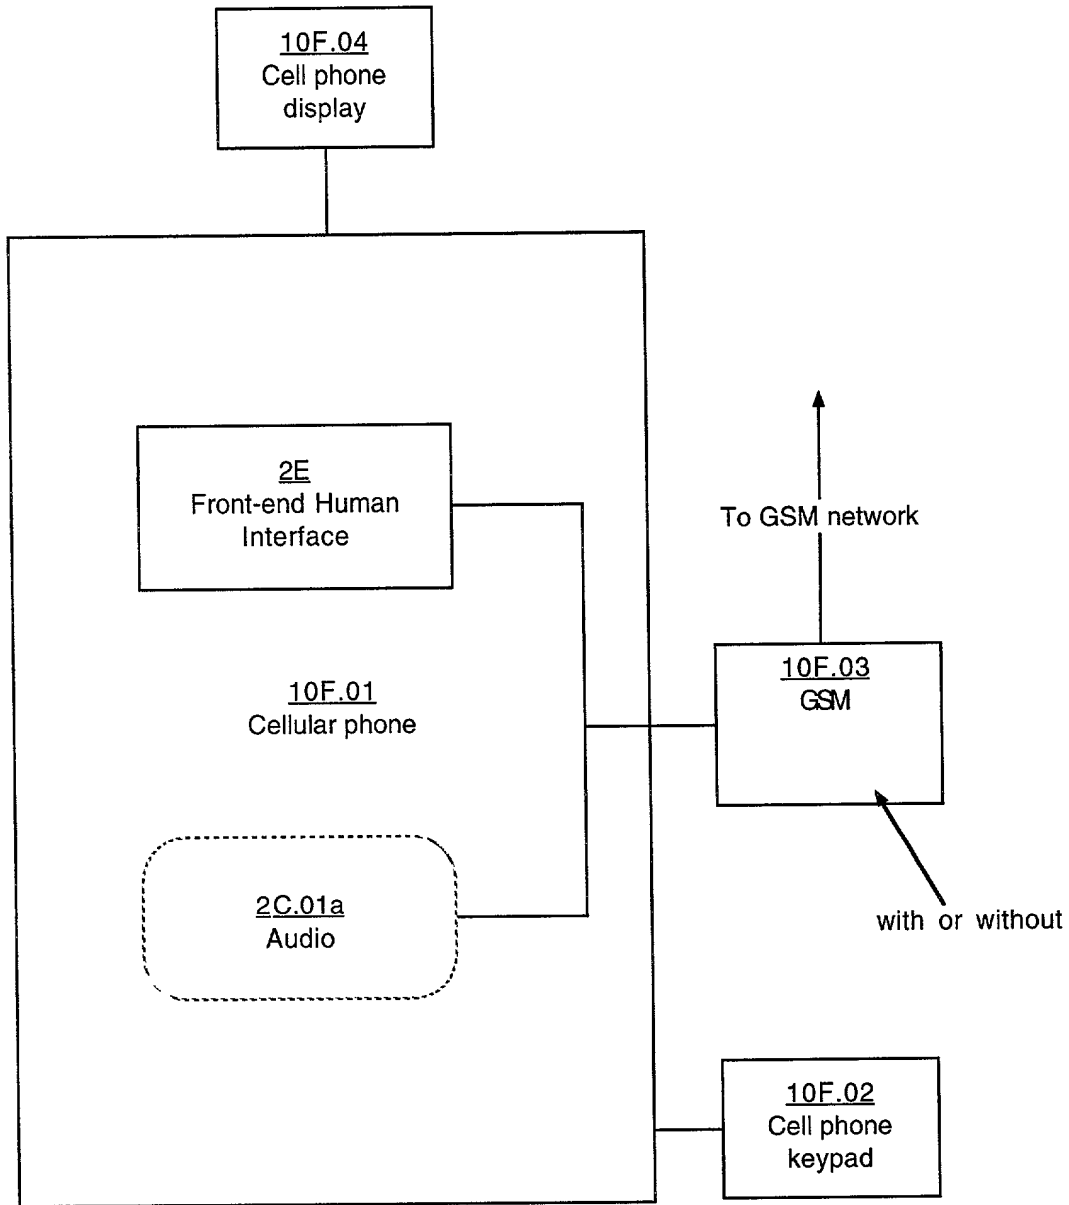 10F.04
Cell phone
display
2E
Front-end Human
Interface
To GSM network
10F.01
Cellular phone
10F.03
GSM
2C.01a
Audio
with or without
10F.02
Cell phone
keypad